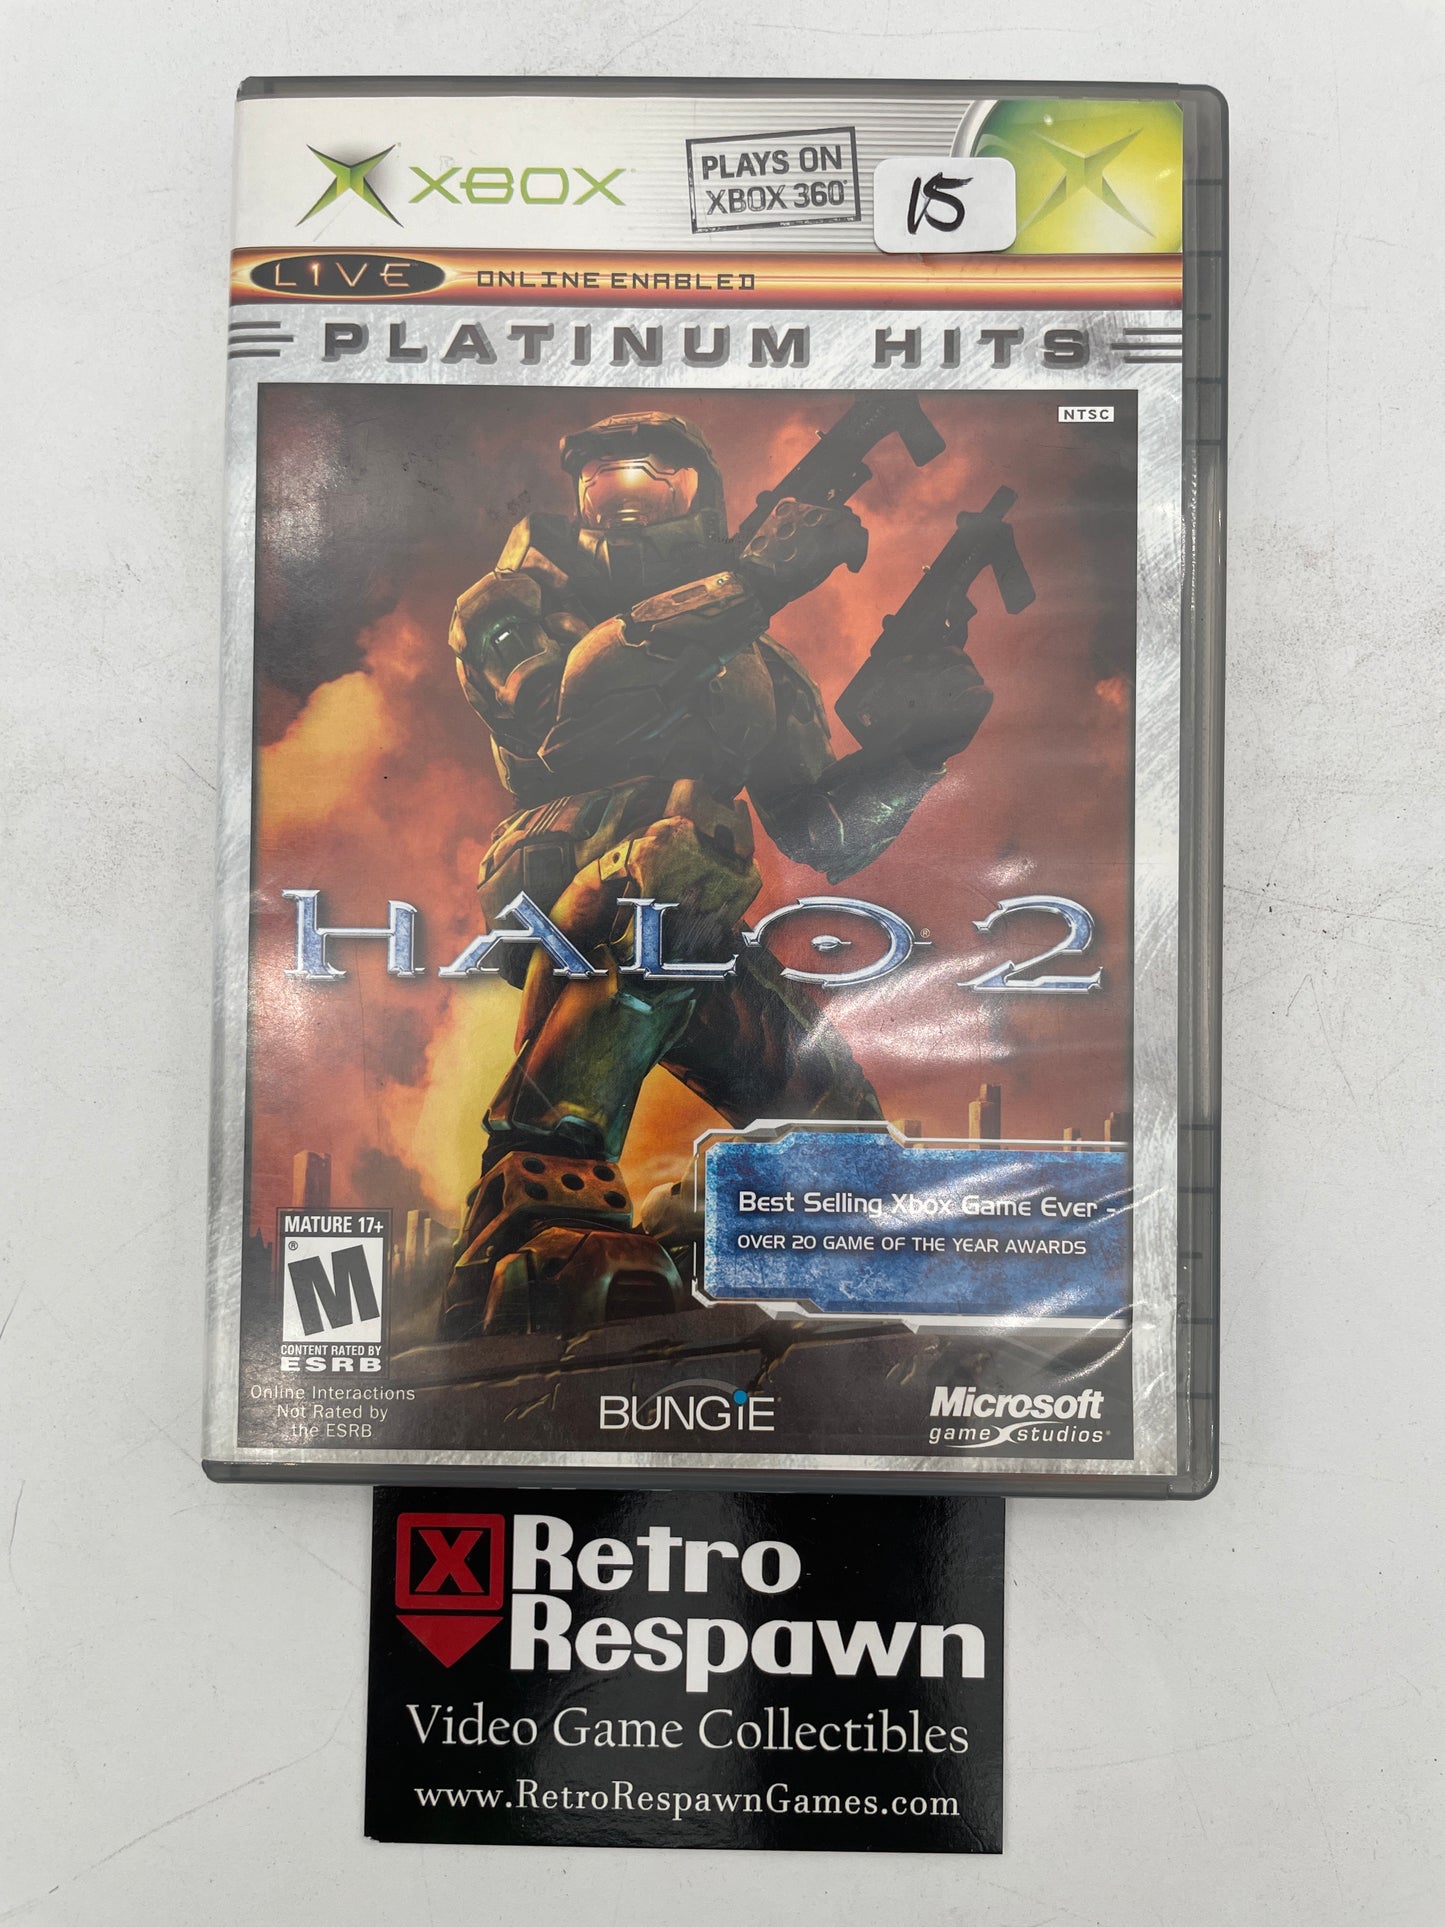 XBOX
PLAYS ON
XBOX 360
15
LIVE
ONLINE ENABLED
PLATINUM HITS
NTSC
HALO 2
Best Selling Xbox Game Ever -
OVER 20 GAME OF THE YEAR AWARDS
MATURE 17+
M
CONTENT RATED BY
ESRB
Online Interactions
Not Rated by
the ESRB
BUNGiE
Microsoft
game studios
Retro
Respawn
Video Game Collectibles
www.RetroRespawnGames.com